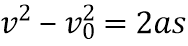 v² − v₀² = 2as